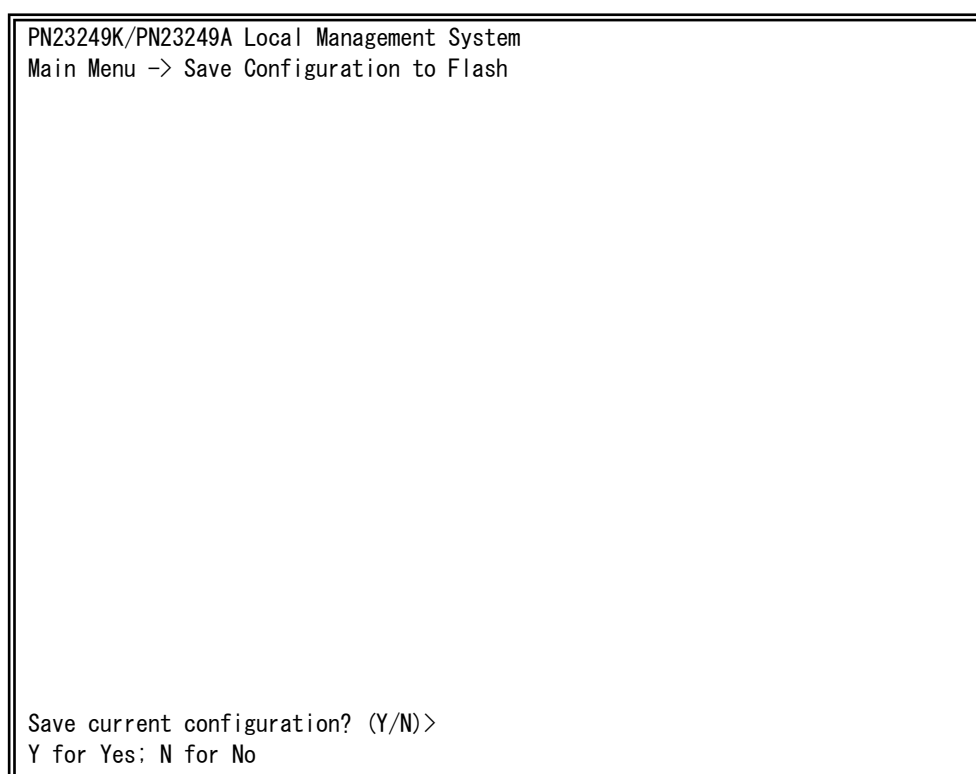 PN23249K/PN23249A Local Management System
Main Menu -> Save Configuration to Flash
Save current configuration? (Y/N)>
Y for Yes; N for No